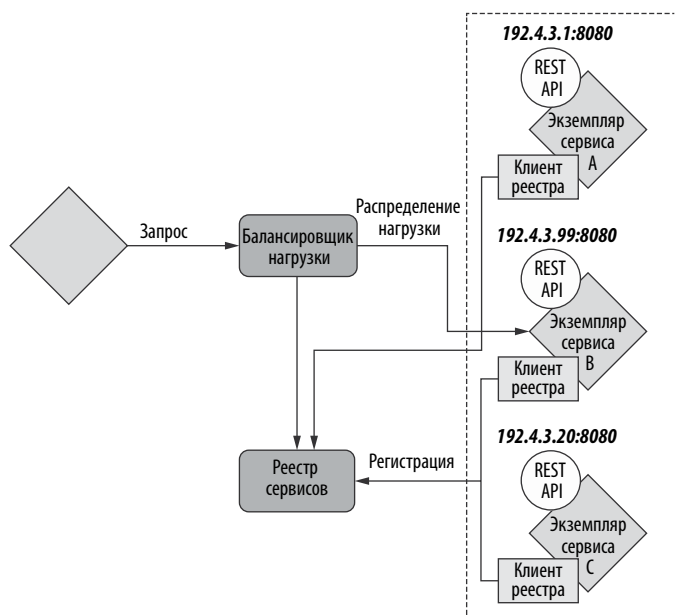 192.4.3.1:8080
REST
API
Экземпляр
сервиса
A
Клиент
реестра
Запрос
Балансировщик
нагрузки
Распределение
нагрузки
192.4.3.99:8080
REST
API
Экземпляр
сервиса
B
Клиент
реестра
Реестр
сервисов
Регистрация
192.4.3.20:8080
REST
API
Экземпляр
сервиса
C
Клиент
реестра